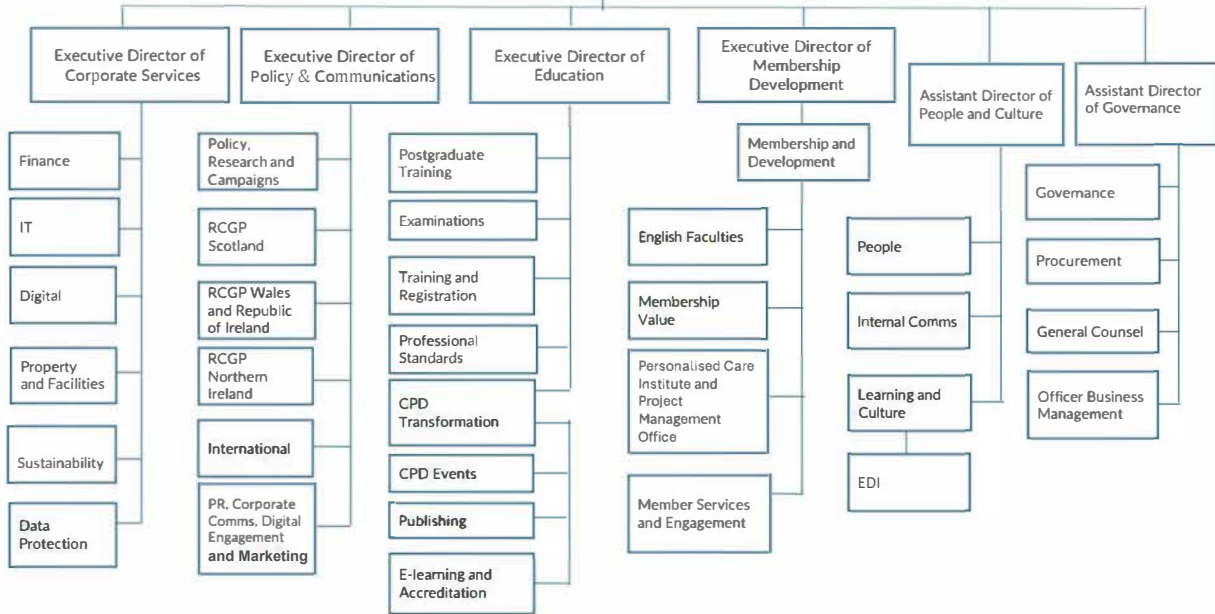 Executive Director of
Corporate Services
Finance
IT
Digital
Property
and Facilities
Sustainability
Data
Protection
Executive Director of
Policy & Communications
Policy,
Research and
Campaigns
RCGP
Scotland
RCGP Wales
and Republic
of Ireland
RCGP
Northern
Ireland
International
PR, Corporate
Comms, Digital
Engagement
and Marketing
Executive Director of
Education
Postgraduate
Training
Examinations
Training and
Registration
Professional
Standards
CPD
Transformation
CPD Events
Publishing
E-learning and
Accreditation
Executive Director of
Membership
Development
Membership and
Development
English Faculties
Membership
Value
Personalised Care
Institute and
Project
Management
Office
Member Services
and Engagement
Assistant Director of
People and Culture
People
Internal Comms
Learning and
Culture
EDI
Assistant Director
of Governance
Governance
Procurement
General Counsel
Officer Business
Management